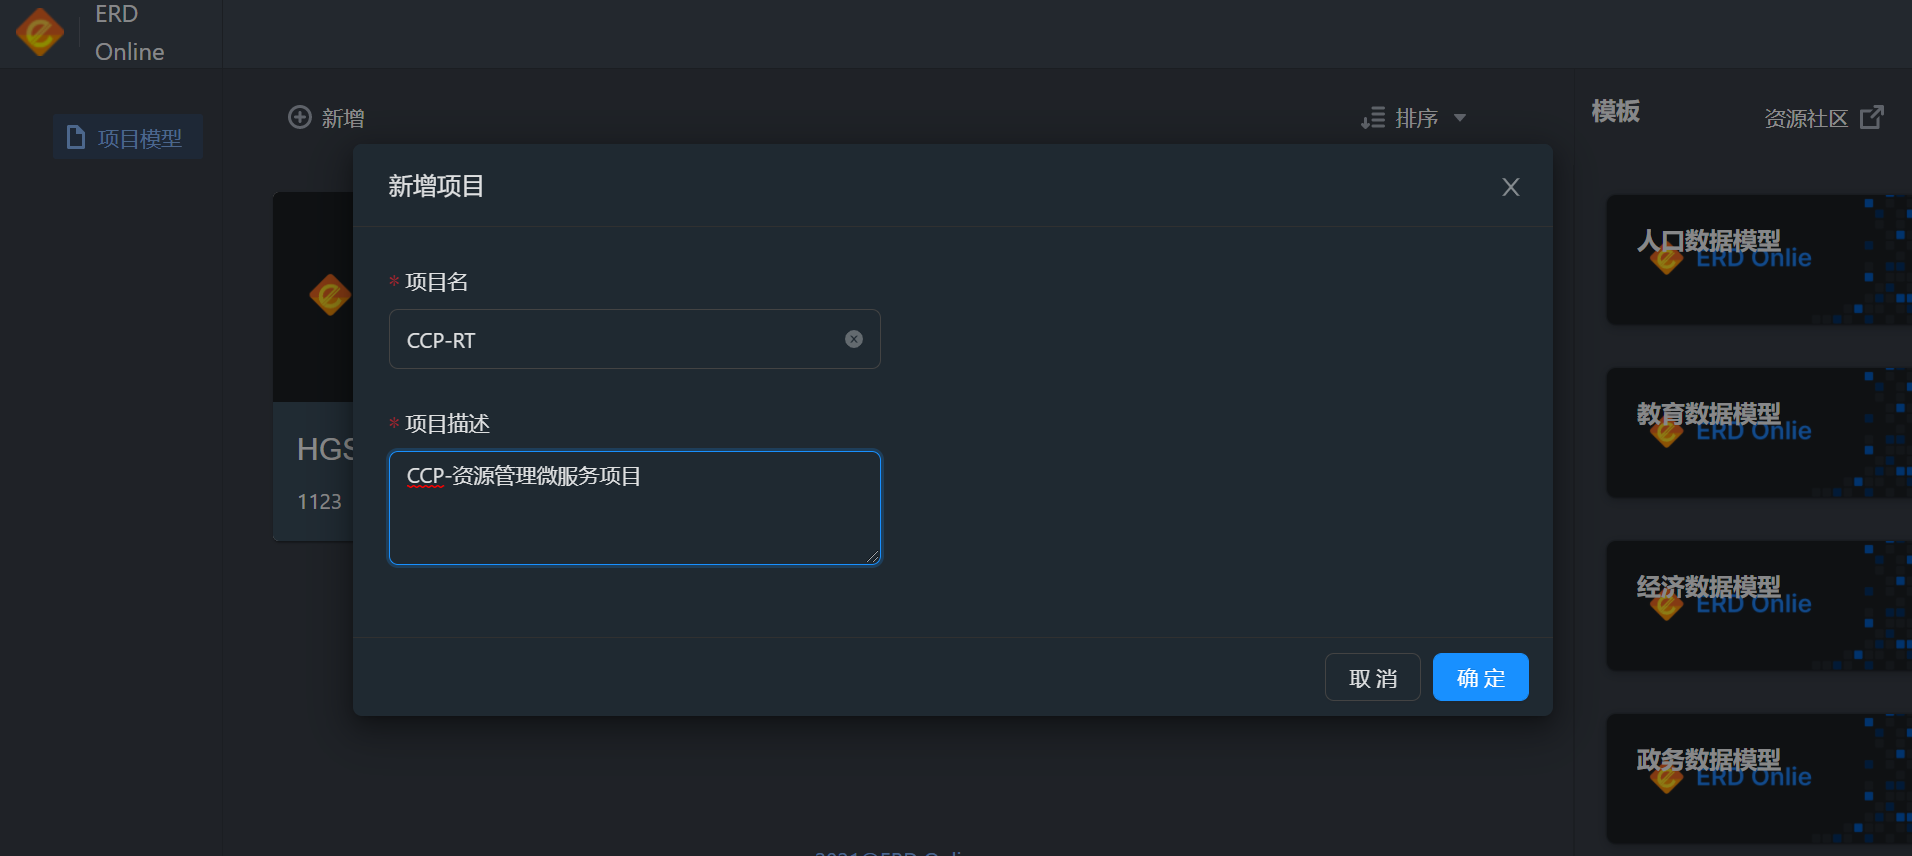 ERD
Online
项目模型
新增
排序
模板
资源社区
新增项目
* 项目名
CCP-RT
* 项目描述
CCP-资源管理微服务项目
取 消
确 定
HGS
1123
人口数据模型
ERD Onlie
教育数据模型
ERD Onlie
经济数据模型
ERD Onlie
政务数据模型
ERD Onlie